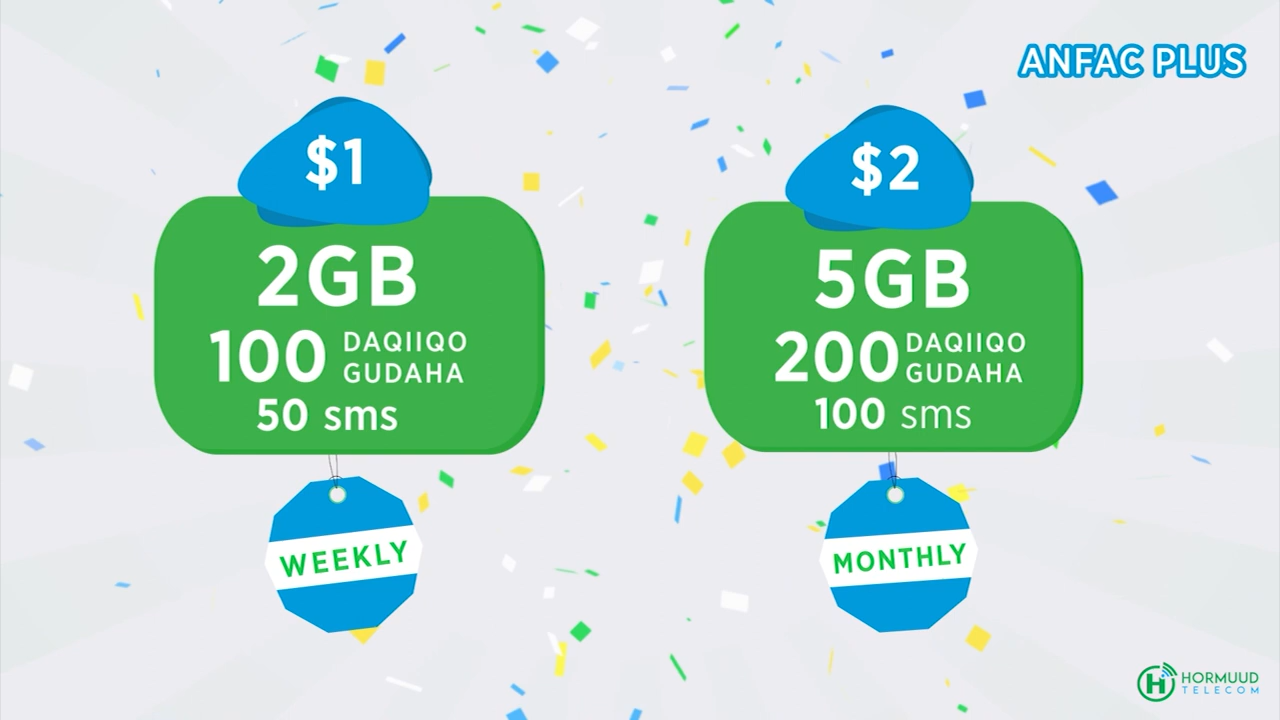 ANFAC PLUS
$1
2GB
100 DAQIIQO
GUDAHA
50 sms
WEEKLY
$2
5GB
200 DAQIIQO
GUDAHA
100 sms
MONTHLY
HORMUUD
TELECOM